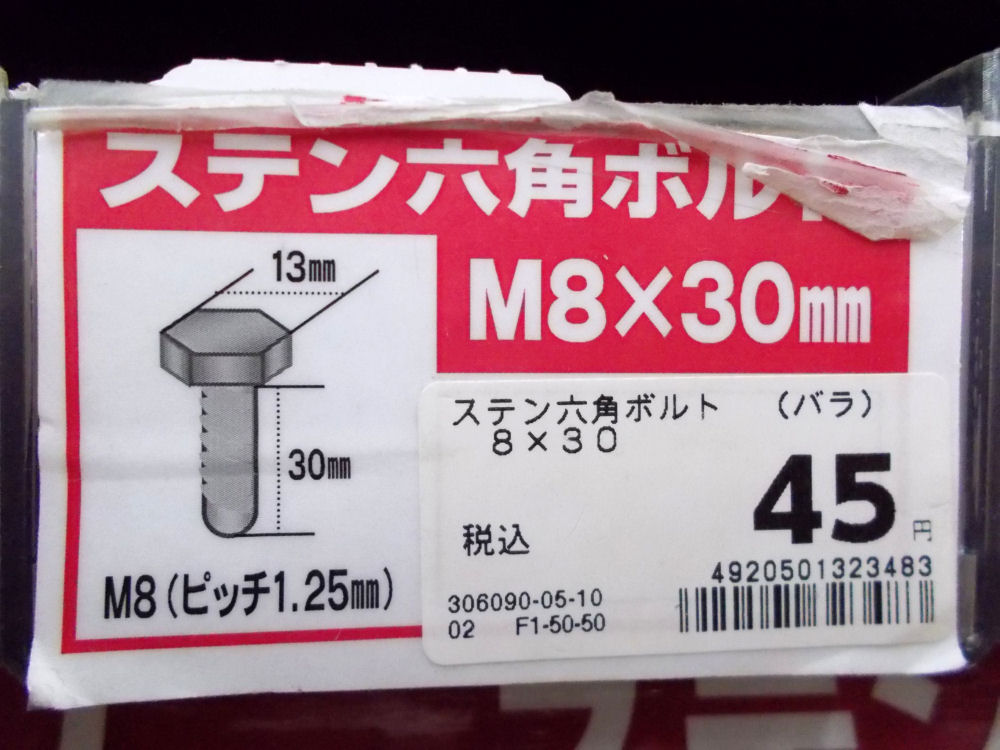 ステン六角ボルト
13㎜
M8×30㎜
30㎜
M8(ピッチ1.25㎜)
ステン六角ボルト (バラ)
8×30
45円
税込
4920501323483
306090-05-10
02 F1-50-50